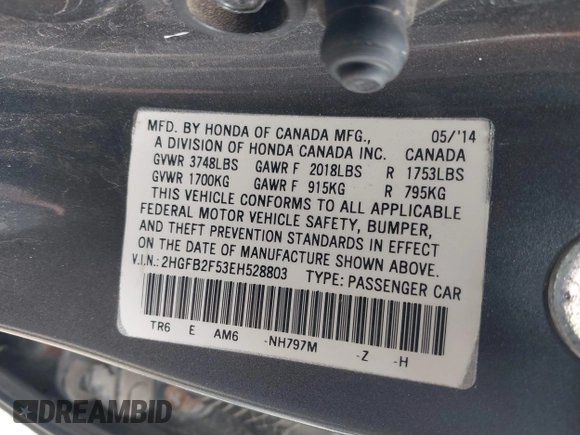 MFD. BY HONDA OF CANADA MFG., 05/'14
A DIVISION OF HONDA CANADA INC. CANADA
GVWR 3748LBS GAWR F 2018LBS R 1753LBS
GVWR 1700KG GAWR F 915KG R 795KG
THIS VEHICLE CONFORMS TO ALL APPLICABLE
FEDERAL MOTOR VEHICLE SAFETY, BUMPER,
AND THEFT PREVENTION STANDARDS IN EFFECT
ON THE DATE OF MANUFACTURE SHOWN ABOVE.
V.I.N.: 2HGFB2F53EH528803 TYPE: PASSENGER CAR
TR6 E AM6 -NH797M -Z -H
DREAMBID